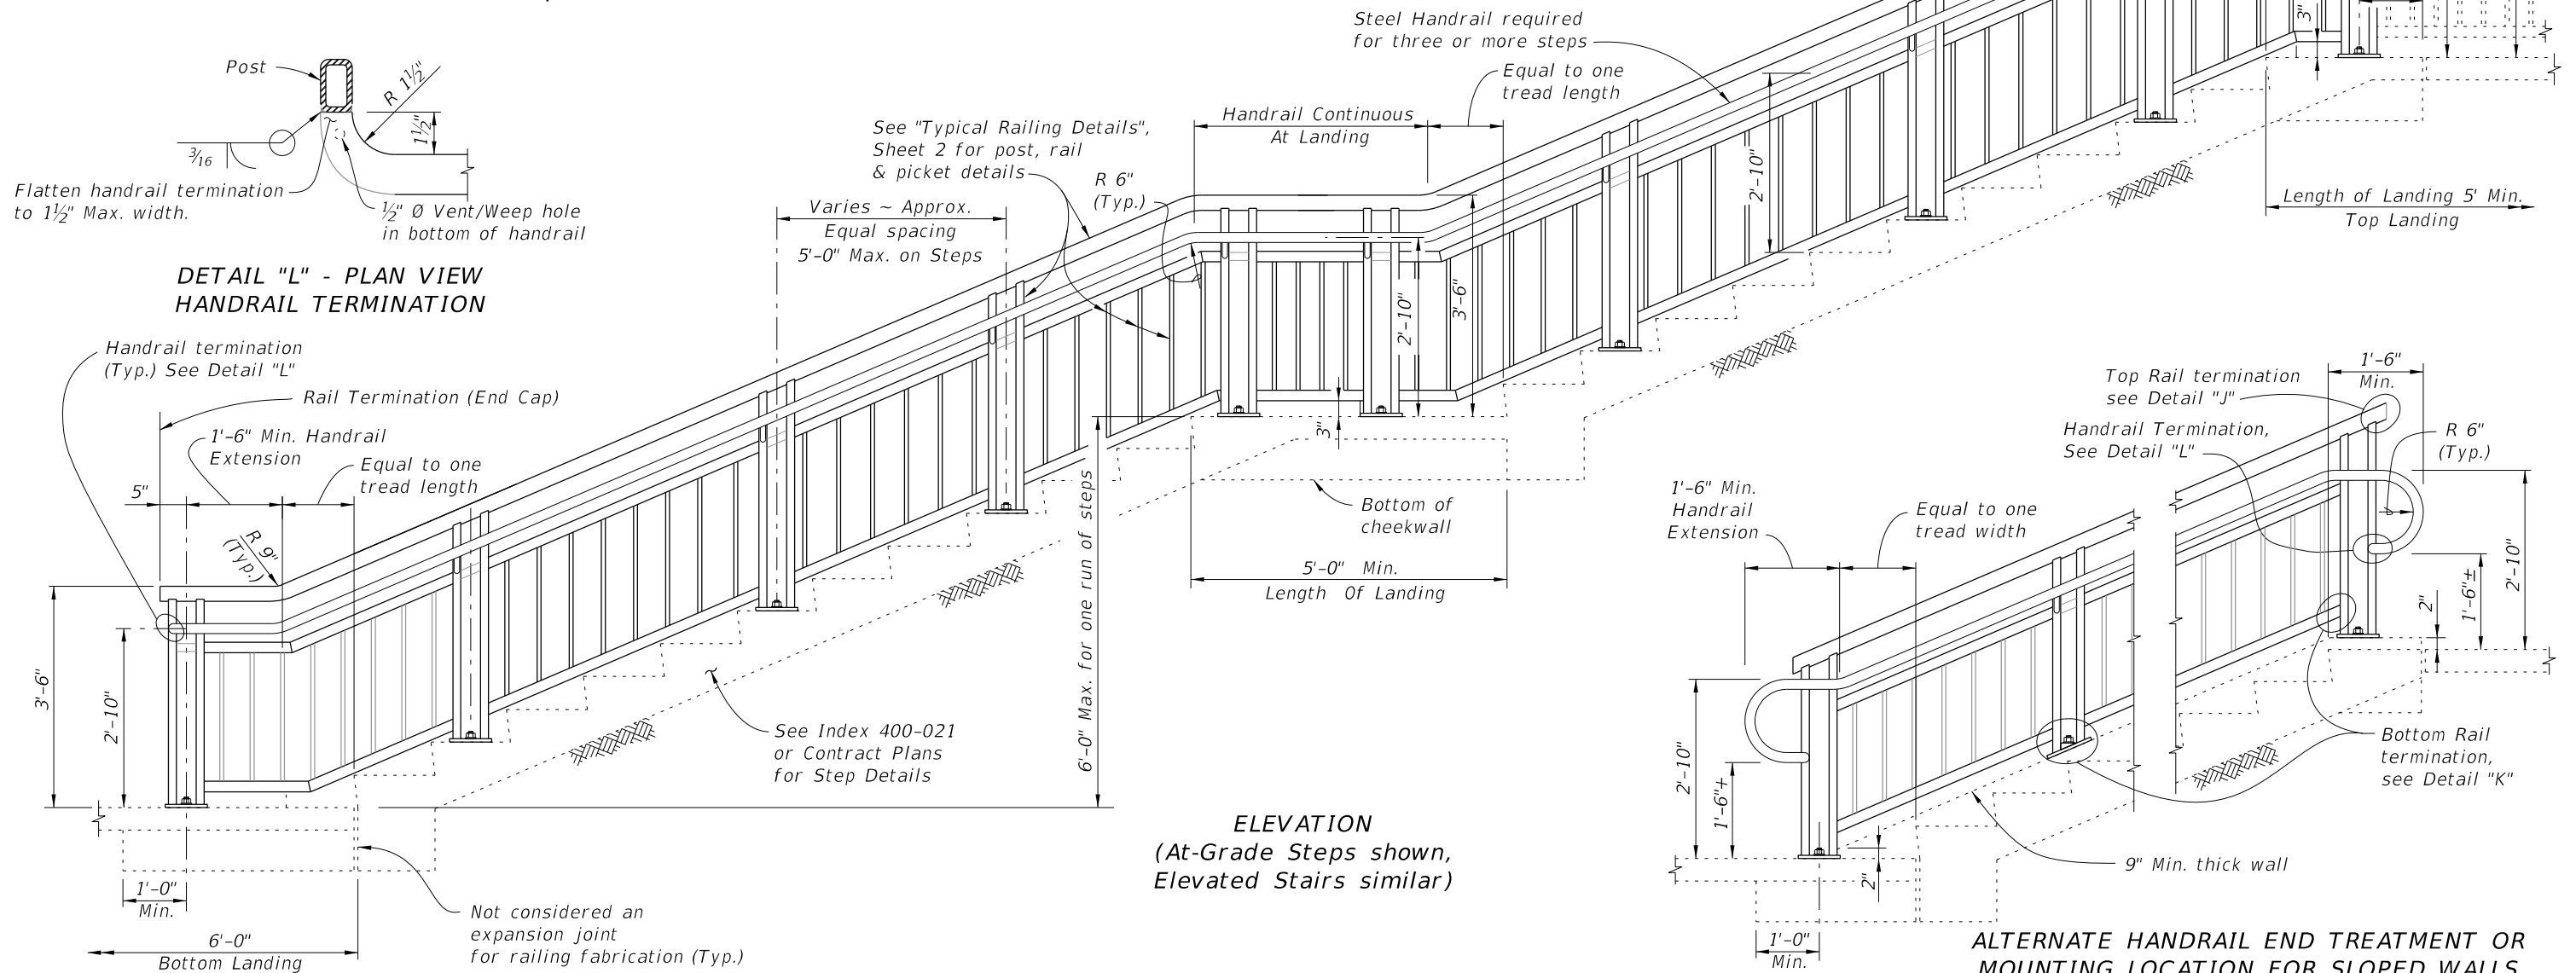 Post
R 1½"
1½"
3/16
Flatten handrail termination
to 1½" Max. width.
½" Ø Vent/Weep hole
in bottom of handrail
DETAIL "L" - PLAN VIEW
HANDRAIL TERMINATION
Handrail termination
(Typ.) See Detail "L"
Rail Termination (End Cap)
1'-6" Min. Handrail
Extension
Equal to one
tread length
5"
R 9"
(Typ.)
3'-6"
2'-10"
1'-0"
Min.
6'-0"
Bottom Landing
Not considered an
expansion joint
for railing fabrication (Typ.)
See "Typical Railing Details",
Sheet 2 for post, rail
& picket details
Varies ~ Approx.
Equal spacing
5'-0" Max. on Steps
R 6"
(Typ.)
Handrail Continuous
At Landing
Equal to one
tread length
Steel Handrail required
for three or more steps
2'-10"
2'-10"
3'-6"
3"
3"
Length of Landing 5' Min.
Top Landing
Bottom of
cheekwall
5'-0" Min.
Length Of Landing
6'-0" Max. for one run of steps
See Index 400-021
or Contract Plans
for Step Details
ELEVATION
(At-Grade Steps shown,
Elevated Stairs similar)
1'-6"
Min.
Top Rail termination
see Detail "J"
Handrail Termination,
See Detail "L"
R 6"
(Typ.)
1'-6" Min.
Handrail
Extension
Equal to one
tread width
2'-10"
1'-6"±
2"
2'-10"
1'-6"±
2"
Bottom Rail
termination,
see Detail "K"
9" Min. thick wall
1'-0"
Min.
ALTERNATE HANDRAIL END TREATMENT OR
MOUNTING LOCATION FOR SLOPED WALLS